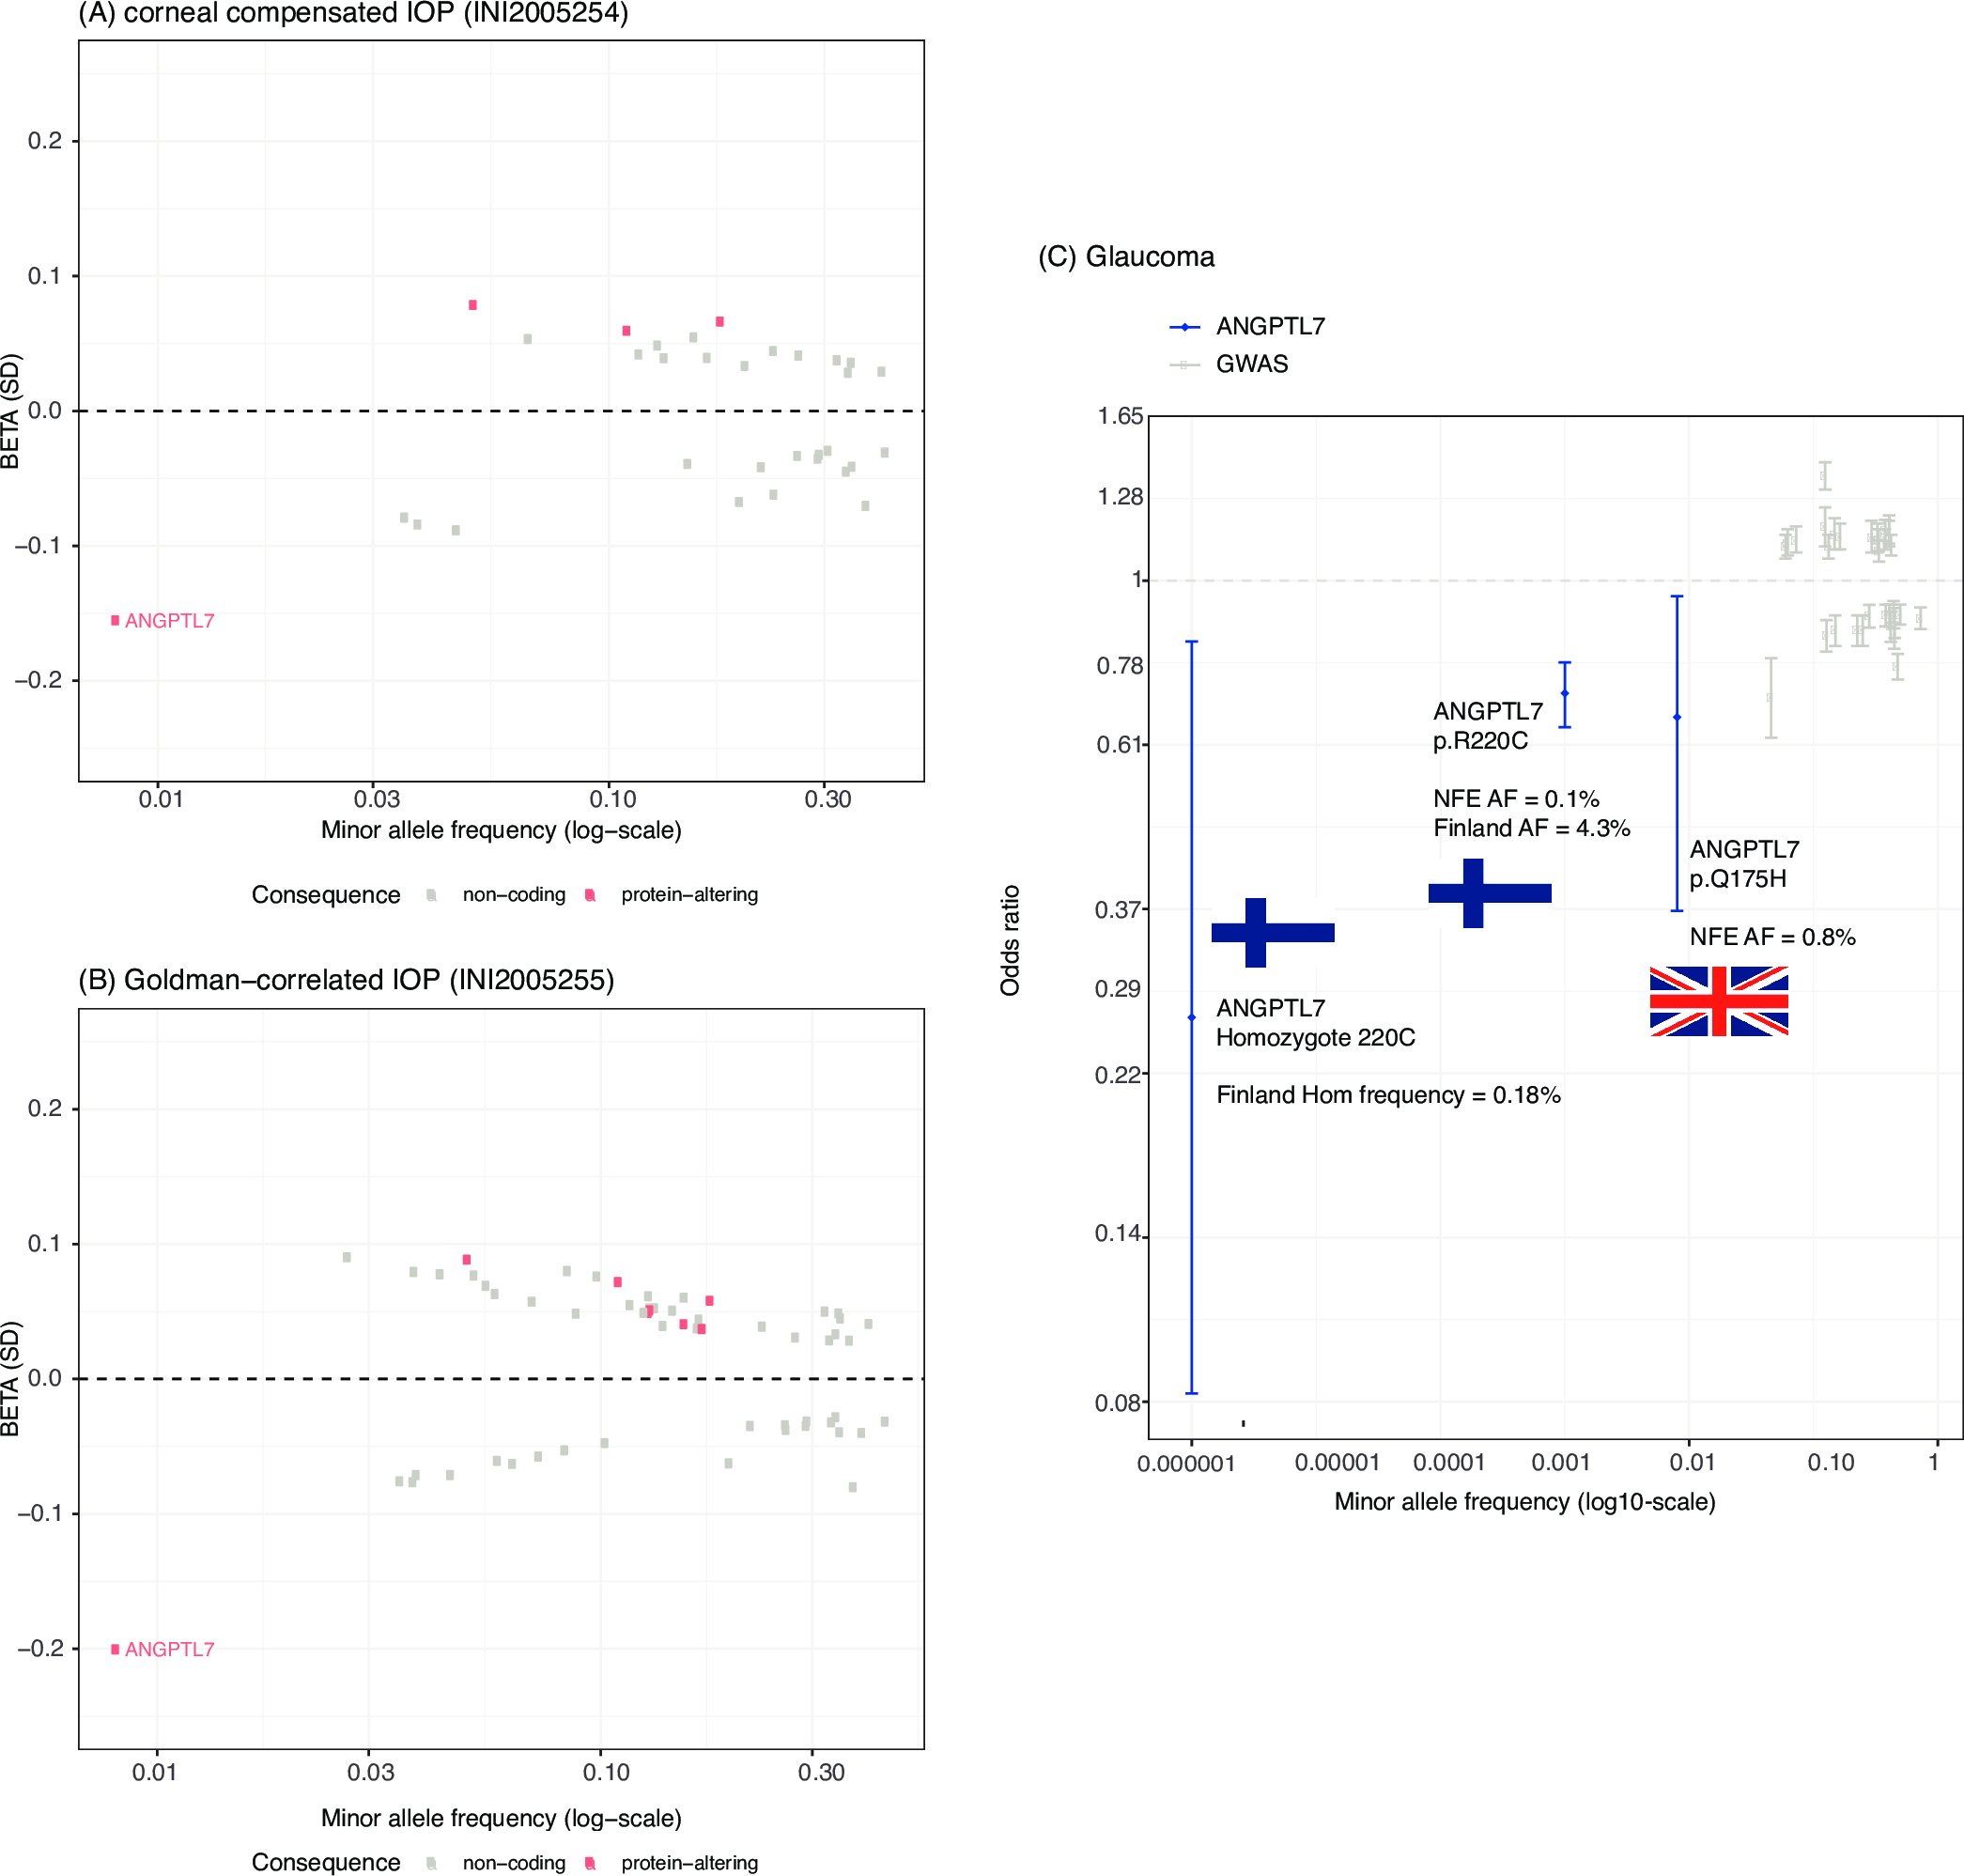 (A) corneal compensated IOP (INI2005254)
BETA (SD)
0.2
0.1
0.0
−0.1
−0.2
ANGPTL7
0.01 0.03 0.10 0.30
Minor allele frequency (log−scale)
Consequence non−coding protein−altering
(B) Goldman−correlated IOP (INI2005255)
BETA (SD)
0.2
0.1
0.0
−0.1
−0.2
ANGPTL7
0.01 0.03 0.10 0.30
Minor allele frequency (log−scale)
Consequence non−coding protein−altering
(C) Glaucoma
ANGPTL7
GWAS
Odds ratio
1.65
1.28
1
0.78
0.61
0.37
0.29
0.22
0.14
0.08
ANGPTL7
p.R220C
NFE AF = 0.1%
Finland AF = 4.3%
ANGPTL7
p.Q175H
NFE AF = 0.8%
ANGPTL7
Homozygote 220C
Finland Hom frequency = 0.18%
0.000001 0.00001 0.0001 0.001 0.01 0.10 1
Minor allele frequency (log10-scale)